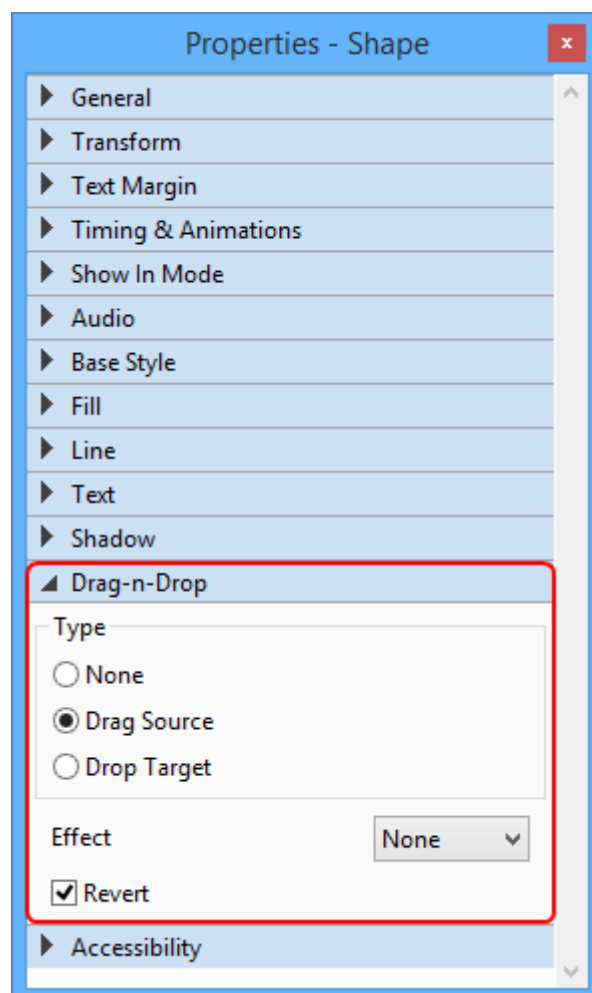 Properties - Shape
x
General
Transform
Text Margin
Timing & Animations
Show In Mode
Audio
Base Style
Fill
Line
Text
Shadow
Drag-n-Drop
Type
None
Drag Source
Drop Target
Effect None
Revert
Accessibility